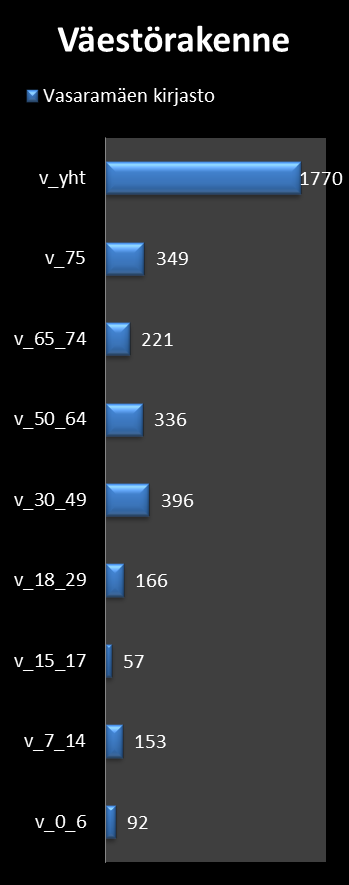 Väestörakenne
Vasaramäen kirjasto
v_yht 1770
v_75 349
v_65_74 221
v_50_64 336
v_30_49 396
v_18_29 166
v_15_17 57
v_7_14 153
v_0_6 92